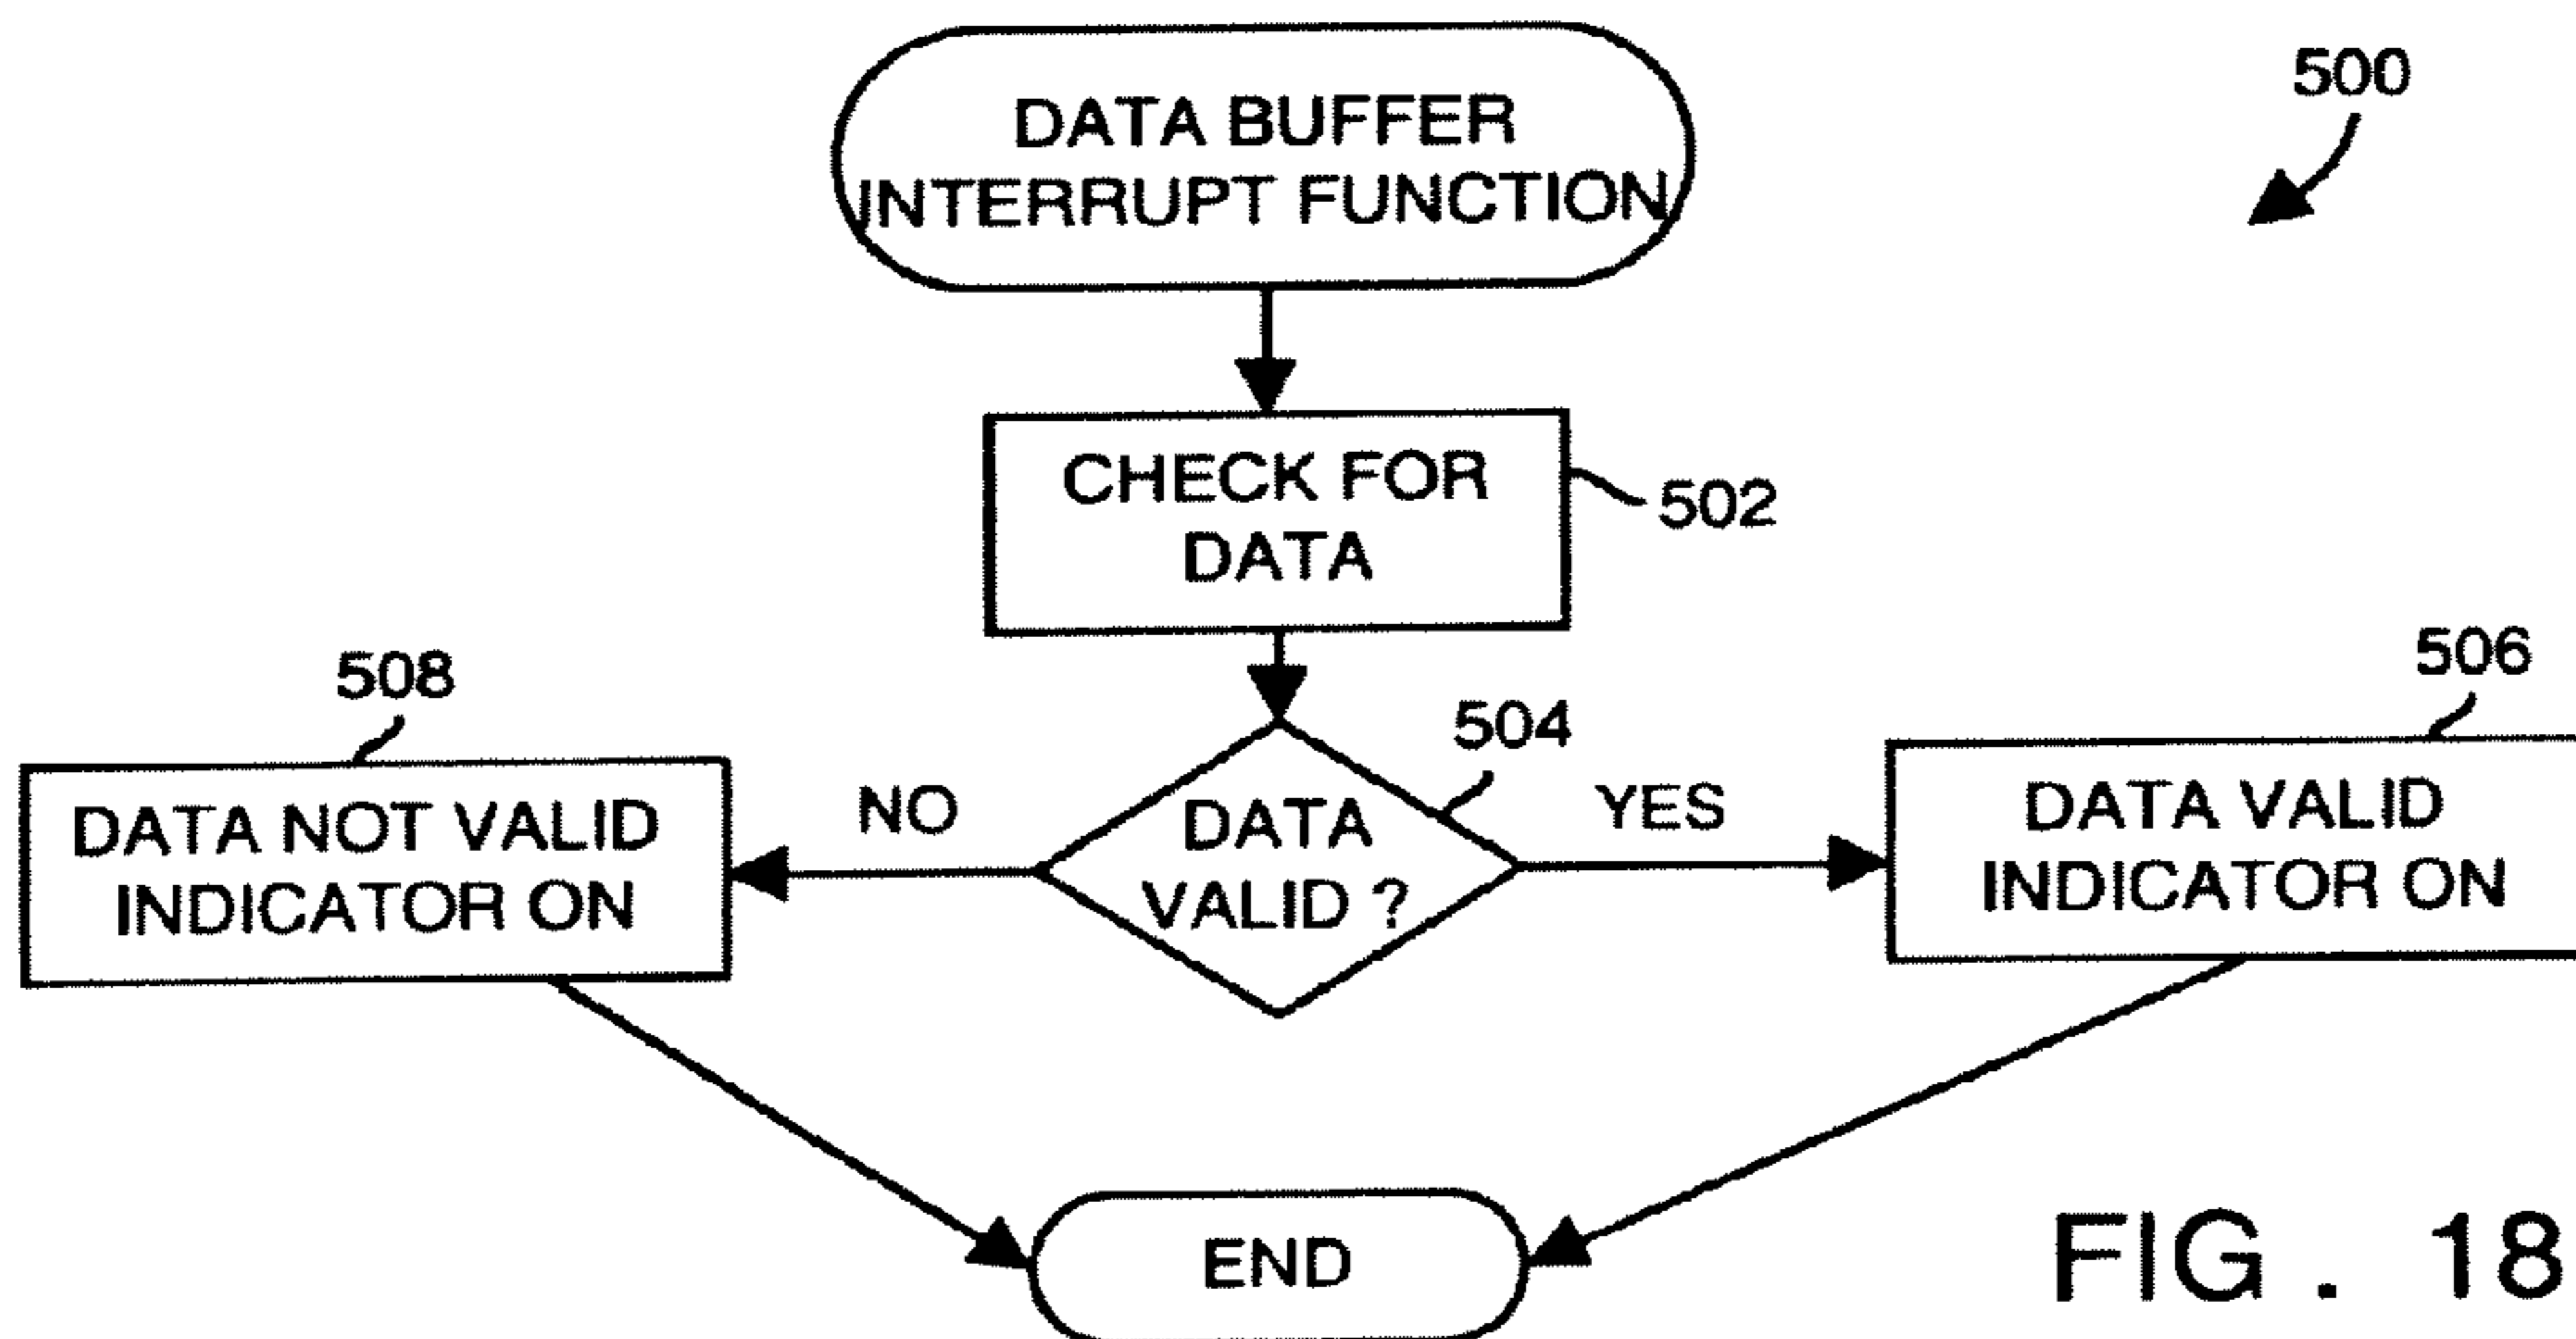 DATA BUFFER
INTERRUPT FUNCTION
500
CHECK FOR
DATA
502
508
504
506
DATA NOT VALID
INDICATOR ON
NO
DATA
VALID ?
YES
DATA VALID
INDICATOR ON
END
FIG . 18